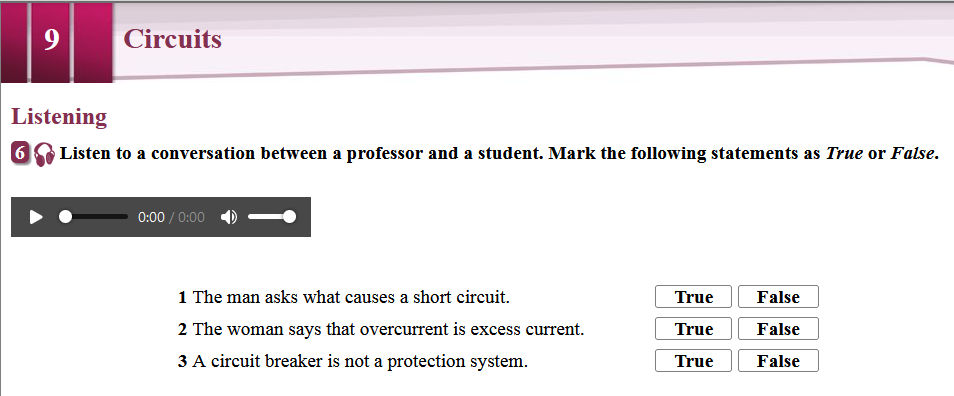 9 Circuits
Listening
6 Listen to a conversation between a professor and a student. Mark the following statements as True or False.
0:00 / 0:00
1 The man asks what causes a short circuit. True False
2 The woman says that overcurrent is excess current. True False
3 A circuit breaker is not a protection system. True False